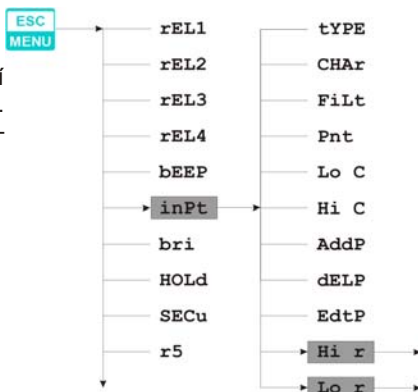 ESC
MENU
í
.
-
rEL1
rEL2
rEL3
rEL4
bEEP
inPt
bri
HOLd
SECu
r5
tYPE
CHAr
FiLt
Pnt
Lo C
Hi C
AddP
dELP
EdtP
Hi r
Lo r